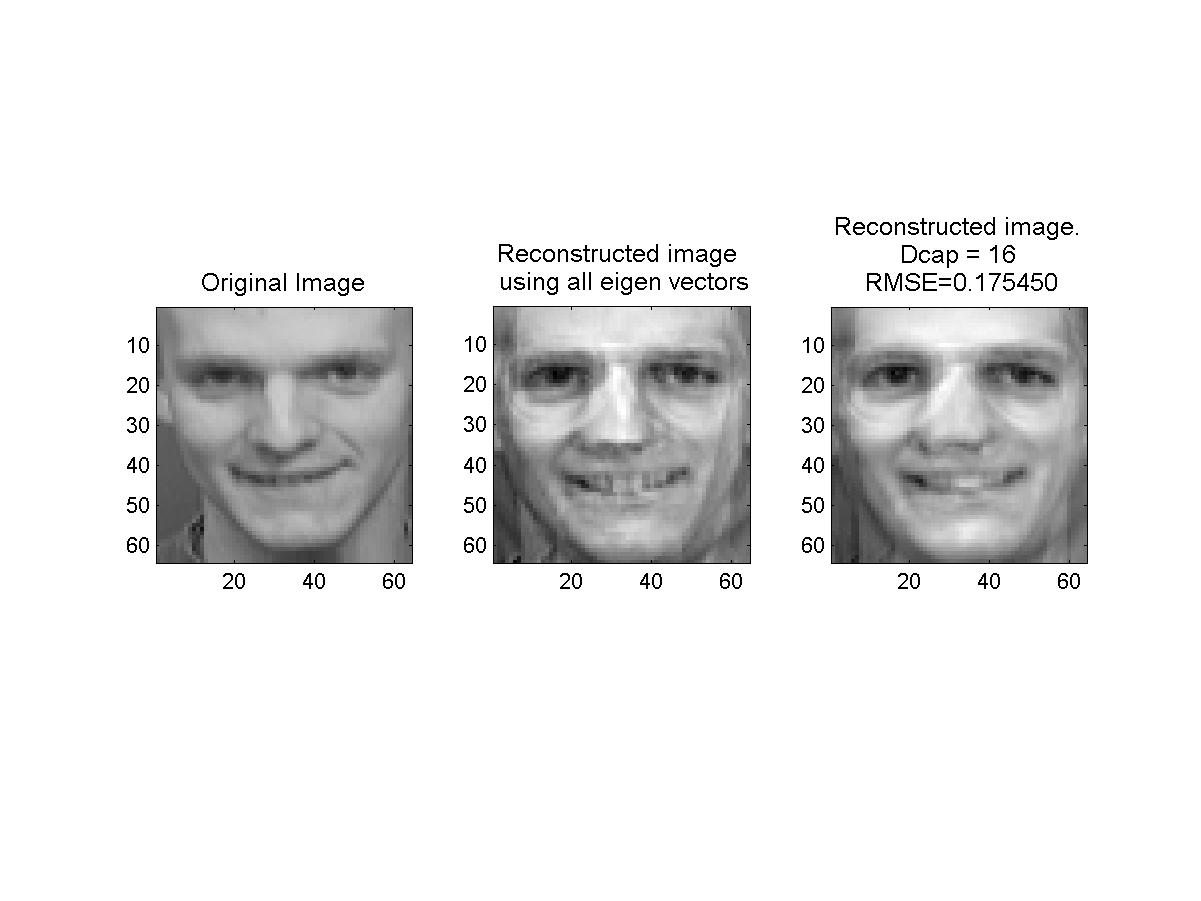 Original Image
10
20
30
40
50
60
20 40 60
Reconstructed image
using all eigen vectors
10
20
30
40
50
60
20 40 60
Reconstructed image.
Dcap = 16
RMSE=0.175450
10
20
30
40
50
60
20 40 60